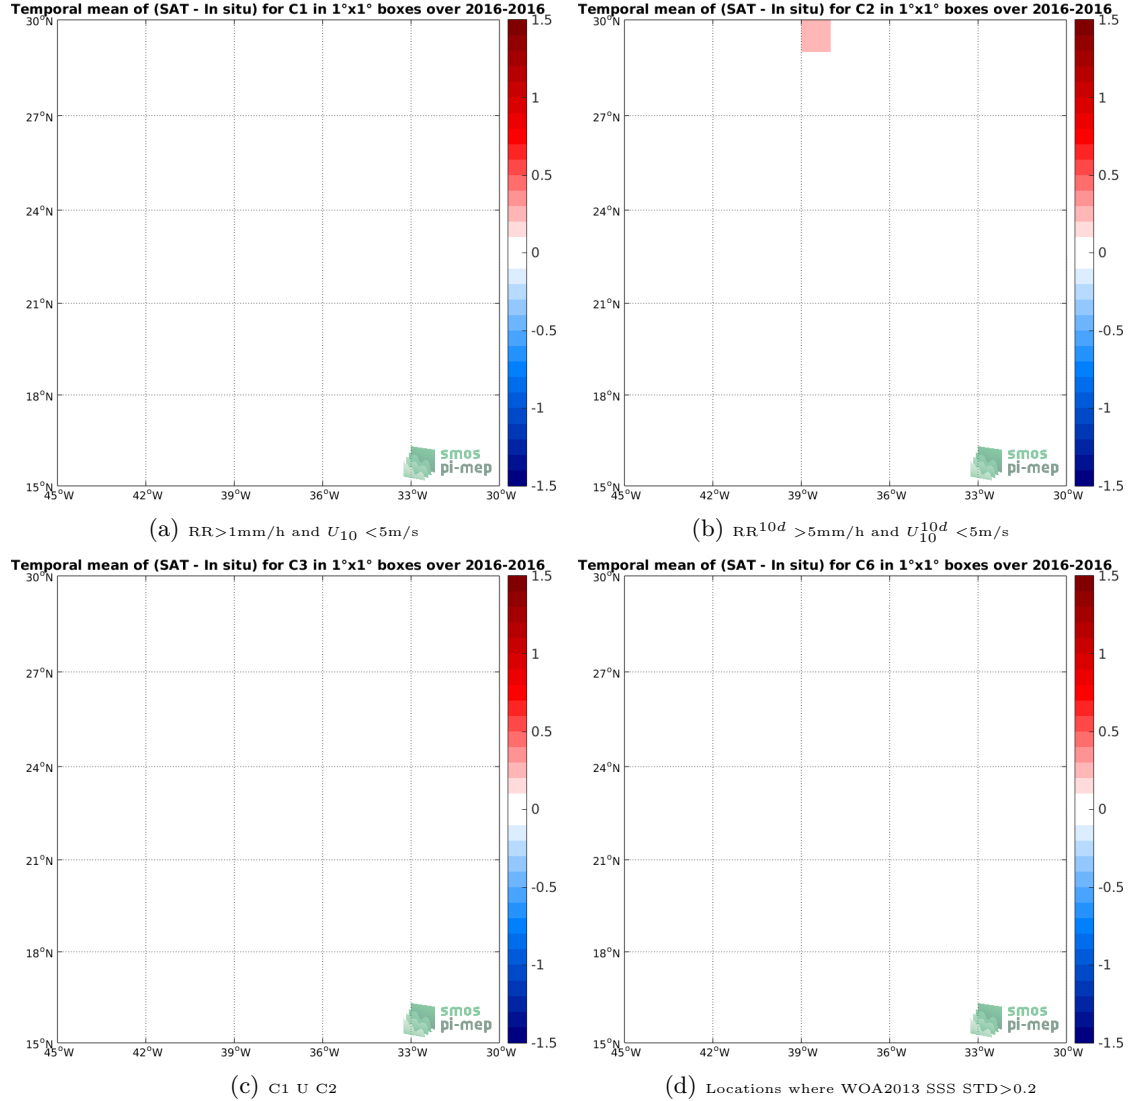 Temporal mean of (SAT - In situ) for C1 in 1°x1° boxes over 2016-2016
30°N
27°N
24°N
21°N
18°N
15°N
45°W 42°W 39°W 36°W 33°W 30°W
1.5
1
0.5
0
-0.5
-1
-1.5
smos
pi-mep
(a) RR>1mm/h and U₁₀ <5m/s
Temporal mean of (SAT - In situ) for C2 in 1°x1° boxes over 2016-2016
30°N
27°N
24°N
21°N
18°N
15°N
45°W 42°W 39°W 36°W 33°W 30°W
1.5
1
0.5
0
-0.5
-1
-1.5
smos
pi-mep
(b) RR^{10d} >5mm/h and U_{10}^{10d} <5m/s
Temporal mean of (SAT - In situ) for C3 in 1°x1° boxes over 2016-2016
30°N
27°N
24°N
21°N
18°N
15°N
45°W 42°W 39°W 36°W 33°W 30°W
1.5
1
0.5
0
-0.5
-1
-1.5
smos
pi-mep
(c) C1 U C2
Temporal mean of (SAT - In situ) for C6 in 1°x1° boxes over 2016-2016
30°N
27°N
24°N
21°N
18°N
15°N
45°W 42°W 39°W 36°W 33°W 30°W
1.5
1
0.5
0
-0.5
-1
-1.5
smos
pi-mep
(d) Locations where WOA2013 SSS STD>0.2